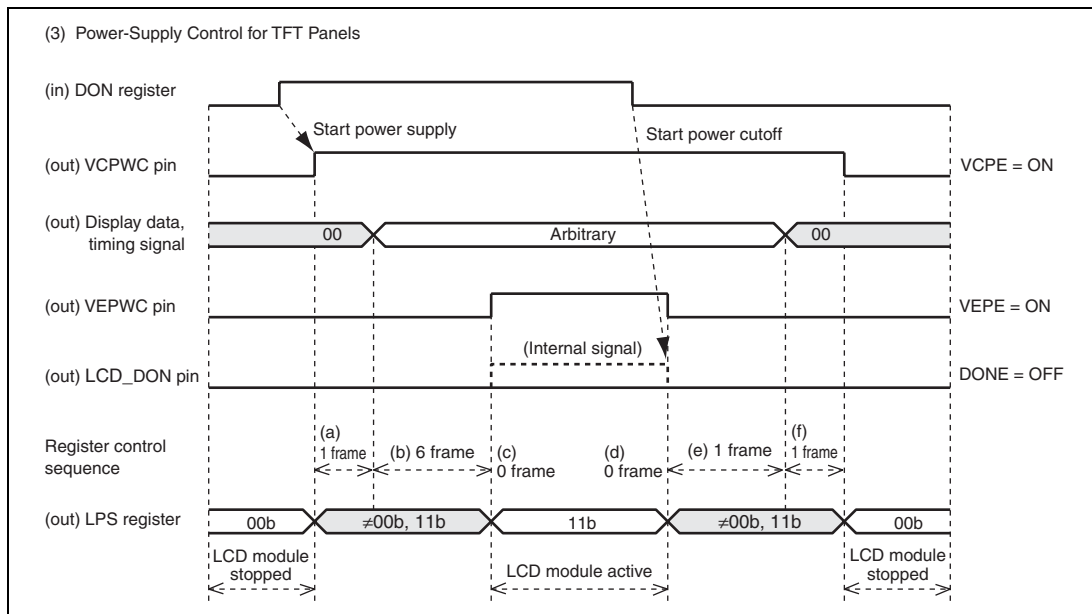 (3) Power-Supply Control for TFT Panels
(in) DON register
Start power supply
Start power cutoff
(out) VCPWC pin
VCPE = ON
(out) Display data,
timing signal
00
Arbitrary
00
(out) VEPWC pin
VEPE = ON
(Internal signal)
(out) LCD_DON pin
DONE = OFF
Register control
sequence
(a)
1 frame
(b) 6 frame
(c)
0 frame
(d)
0 frame
(e) 1 frame
(f)
1 frame
(out) LPS register
00b
≠00b, 11b
11b
≠00b, 11b
00b
LCD module
stopped
LCD module active
LCD module
stopped